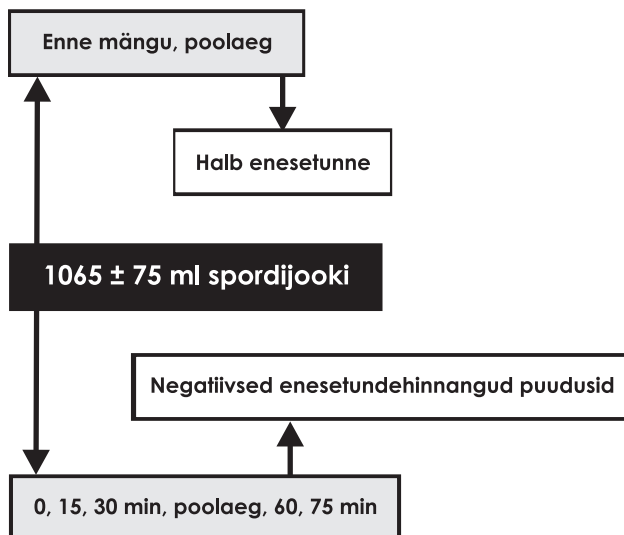 Enne mängu, poolaeg
Halb enesetunne
1065 ± 75 ml spordijooki
Negatiivsed enesetundehinnangud puudusid
0, 15, 30 min, poolaeg, 60, 75 min